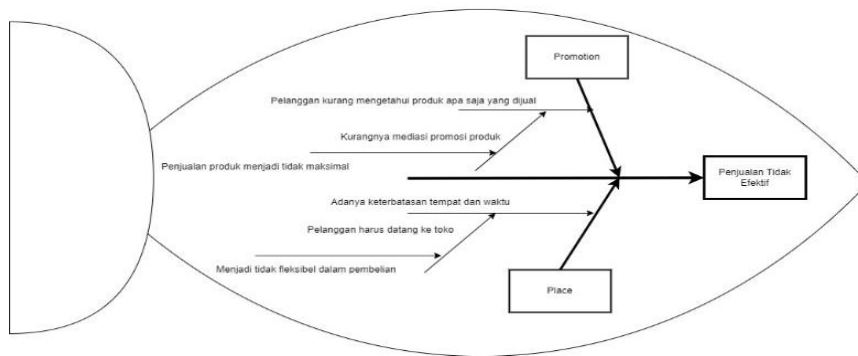 Promotion
Pelanggan kurang mengetahui produk apa saja yang dijual
Kurangnya mediasi promosi produk
Penjualan produk menjadi tidak maksimal
Penjualan Tidak
Efektif
Adanya keterbatasan tempat dan waktu
Pelanggan harus datang ke toko
Menjadi tidak fleksibel dalam pembelian
Place